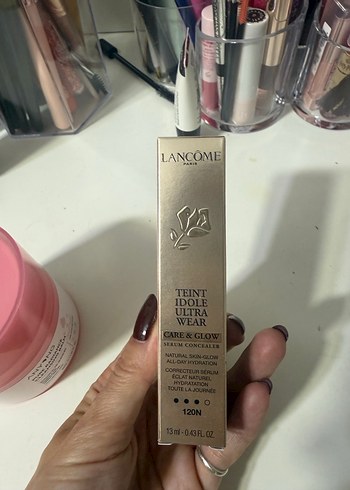 LANCÔME
PARIS
TEINT
IDOLE
ULTRA
WEAR
CARE & GLOW
SERUM CONCEALER
NATURAL SKIN-GLOW
ALL-DAY HYDRATION
CORRECTEUR SÉRUM
ÉCLAT NATUREL
HYDRATATION
TOUTE LA JOURNÉE
120N
13 ml - 0.43 FL. OZ.